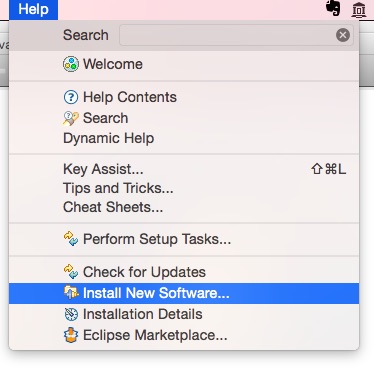 Help
Search
Welcome
Help Contents
Search
Dynamic Help
Key Assist... ⇧⌘L
Tips and Tricks...
Cheat Sheets...
Perform Setup Tasks...
Check for Updates
Install New Software...
Installation Details
Eclipse Marketplace...